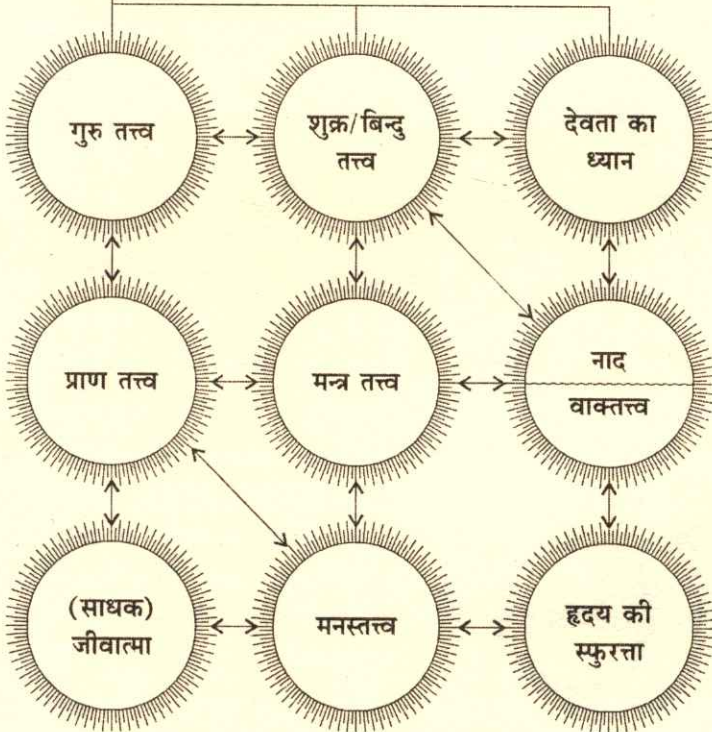 गुरु तत्त्व
शुक्र/बिन्दु
तत्त्व
देवता का
ध्यान
प्राण तत्त्व
मन्त्र तत्त्व
नाद
वाक्तत्त्व
(साधक)
जीवात्मा
मनस्तत्त्व
हृदय की
स्फुरत्ता